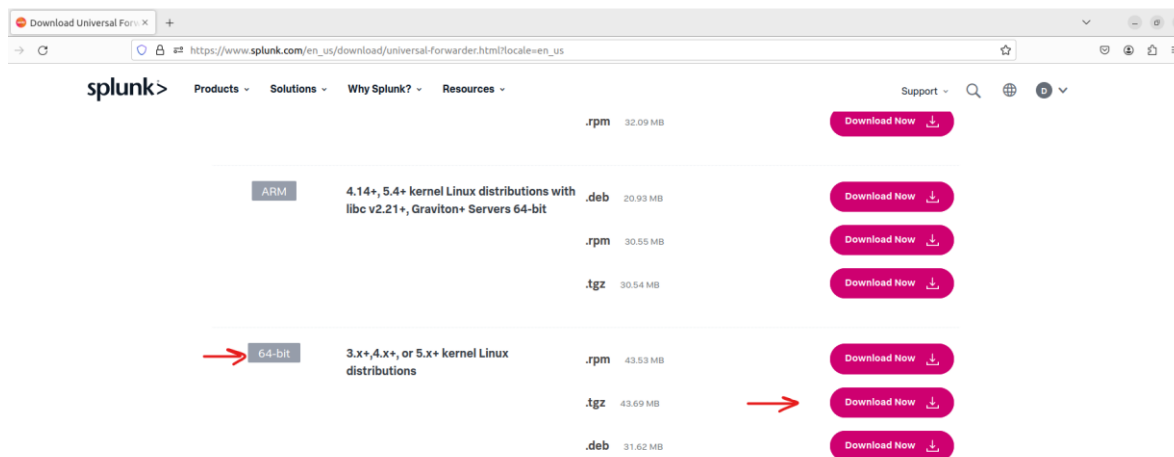 Download Universal Forw
https://www.splunk.com/en_us/download/universal-forwarder.html?locale=en_us
splunk> Products Solutions Why Splunk? Resources Support D
.rpm 32.09 MB Download Now
ARM 4.14+, 5.4+ kernel Linux distributions with
libc v2.21+, Graviton+ Servers 64-bit
.deb 20.93 MB Download Now
.rpm 30.55 MB Download Now
.tgz 30.54 MB Download Now
64-bit 3.x+,4.x+, or 5.x+ kernel Linux
distributions
.rpm 43.53 MB Download Now
.tgz 43.69 MB Download Now
.deb 31.62 MB Download Now